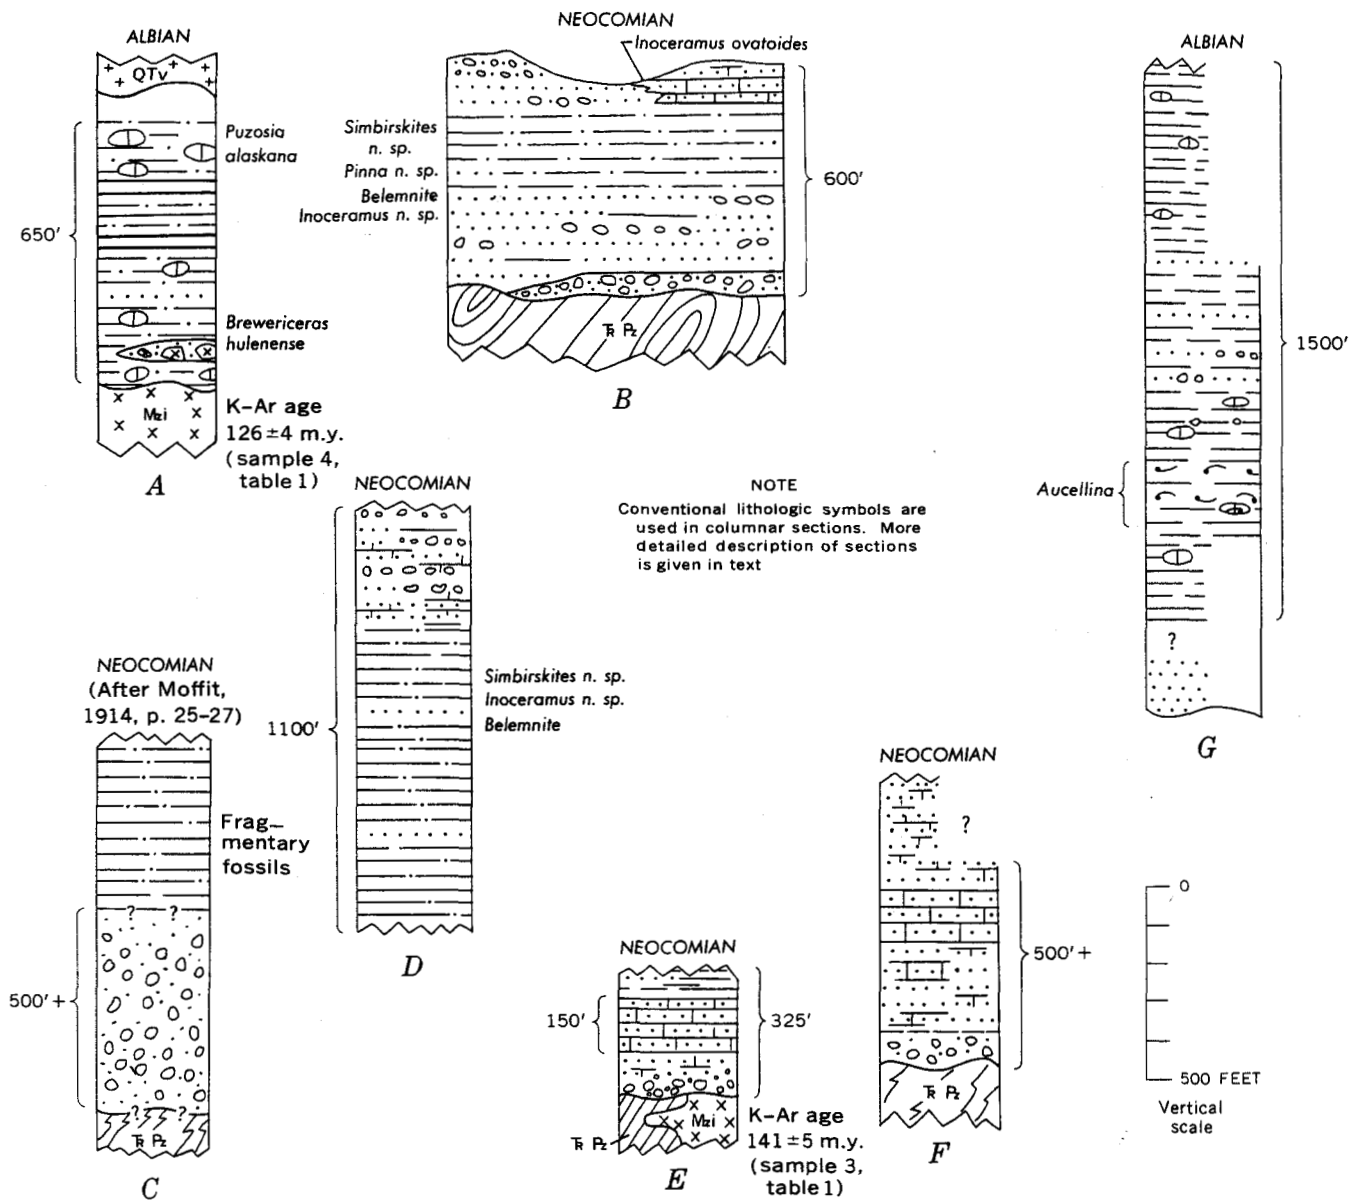 ALBIAN
QTv
Puzosia
alaskana
650'
Brewericeras
hulenense
Mzi
K-Ar age
126±4 m.y.
(sample 4,
table 1)
A
NEOCOMIAN
Inoceramus ovatoides
Simbirskites
n. sp.
Pinna n. sp.
Belemnite
Inoceramus n. sp.
600'
Ꞃ Pz
B
ALBIAN
1500'
Aucellina
?
G
NOTE
Conventional lithologic symbols are
used in columnar sections. More
detailed description of sections
is given in text
NEOCOMIAN
1100'
Simbirskites n. sp.
Inoceramus n. sp.
Belemnite
D
NEOCOMIAN
(After Moffit,
1914, p. 25-27)
Frag-
mentary
fossils
? ?
500'+
? ?
Ꞃ Pz
C
NEOCOMIAN
150'
325'
Mzi
Ꞃ Pz
K-Ar age
141±5 m.y.
(sample 3,
table 1)
E
NEOCOMIAN
?
500'+
Ꞃ Pz
F
0
500 FEET
Vertical
scale